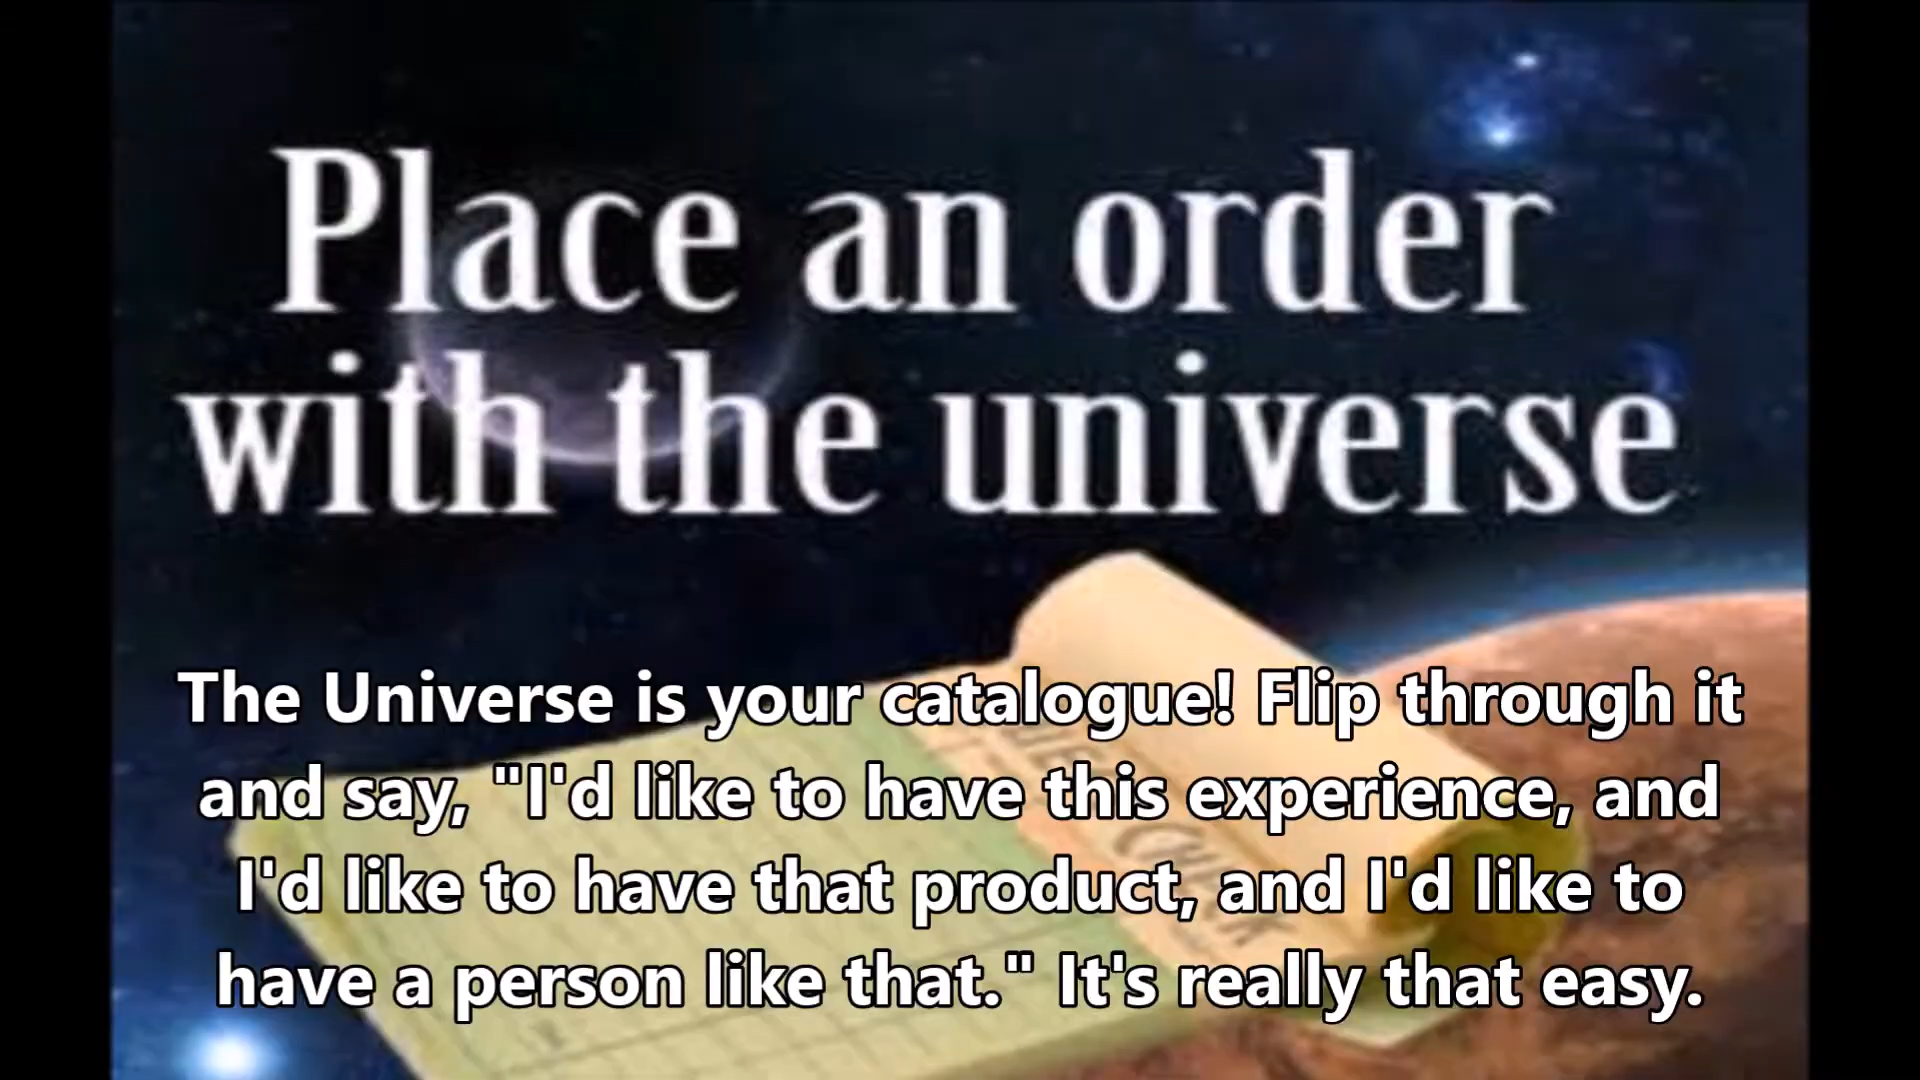 Place an order
with the universe
The Universe is your catalogue! Flip through it
and say, "I'd like to have this experience, and
I'd like to have that product, and I'd like to
have a person like that." It's really that easy.